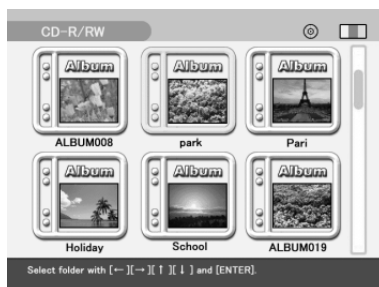 CD-R/RW
Album Album Album
ALBUM008 park Pari
Album Album Album
Holiday School ALBUM019
Select folder with [←][→][↑][↓] and [ENTER].